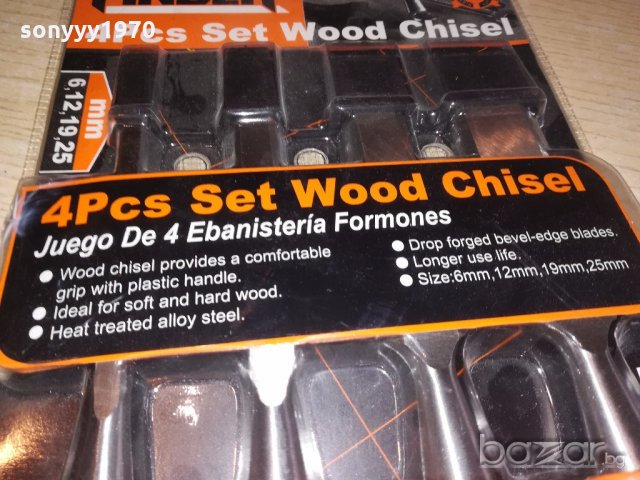 sonyyy1970
4Pcs Set Wood Chisel
mm
6,12,19,25
4Pcs Set Wood Chisel
Juego De 4 Ebanistería Formones
● Wood chisel provides a comfortable
grip with plastic handle.
● Ideal for soft and hard wood.
● Heat treated alloy steel.
● Drop forged bevel-edge blades.
● Longer use life.
● Size:6mm,12mm,19mm,25mm
bazar.bg